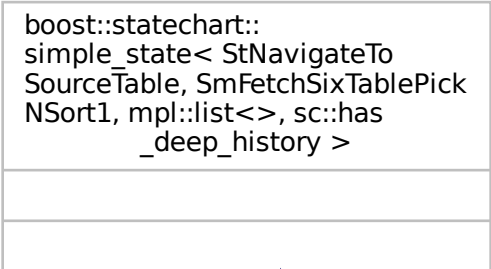 boost::statechart::
simple_state< StNavigateTo
SourceTable, SmFetchSixTablePick
NSort1, mpl::list<>, sc::has
_deep_history >